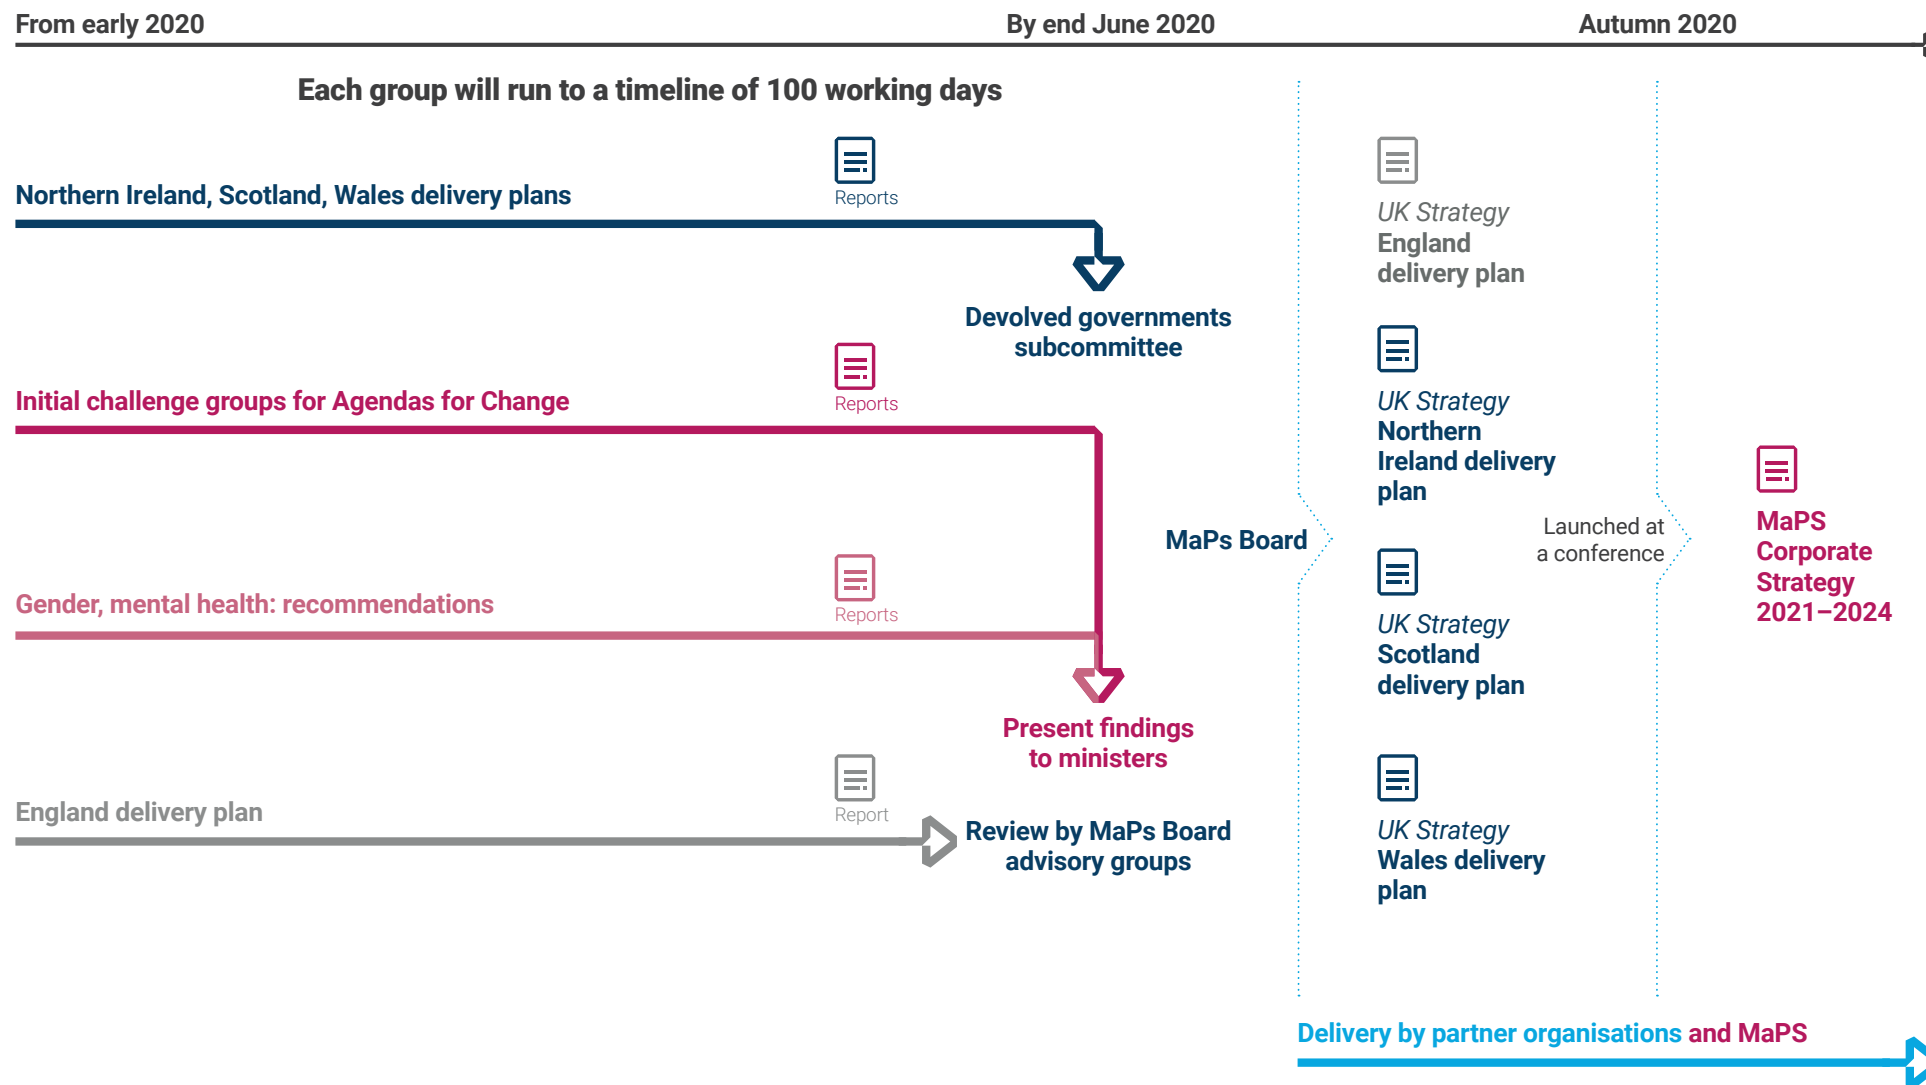 From early 2020
By end June 2020
Autumn 2020
Each group will run to a timeline of 100 working days
Northern Ireland, Scotland, Wales delivery plans
Reports
Devolved governments
subcommittee
Initial challenge groups for Agendas for Change
Reports
Gender, mental health: recommendations
Reports
Present findings
to ministers
England delivery plan
Report
Review by MaPs Board
advisory groups
MaPs Board
UK Strategy
England
delivery plan
UK Strategy
Northern
Ireland delivery
plan
UK Strategy
Scotland
delivery plan
UK Strategy
Wales delivery
plan
Launched at
a conference
MaPS
Corporate
Strategy
2021–2024
Delivery by partner organisations and MaPS